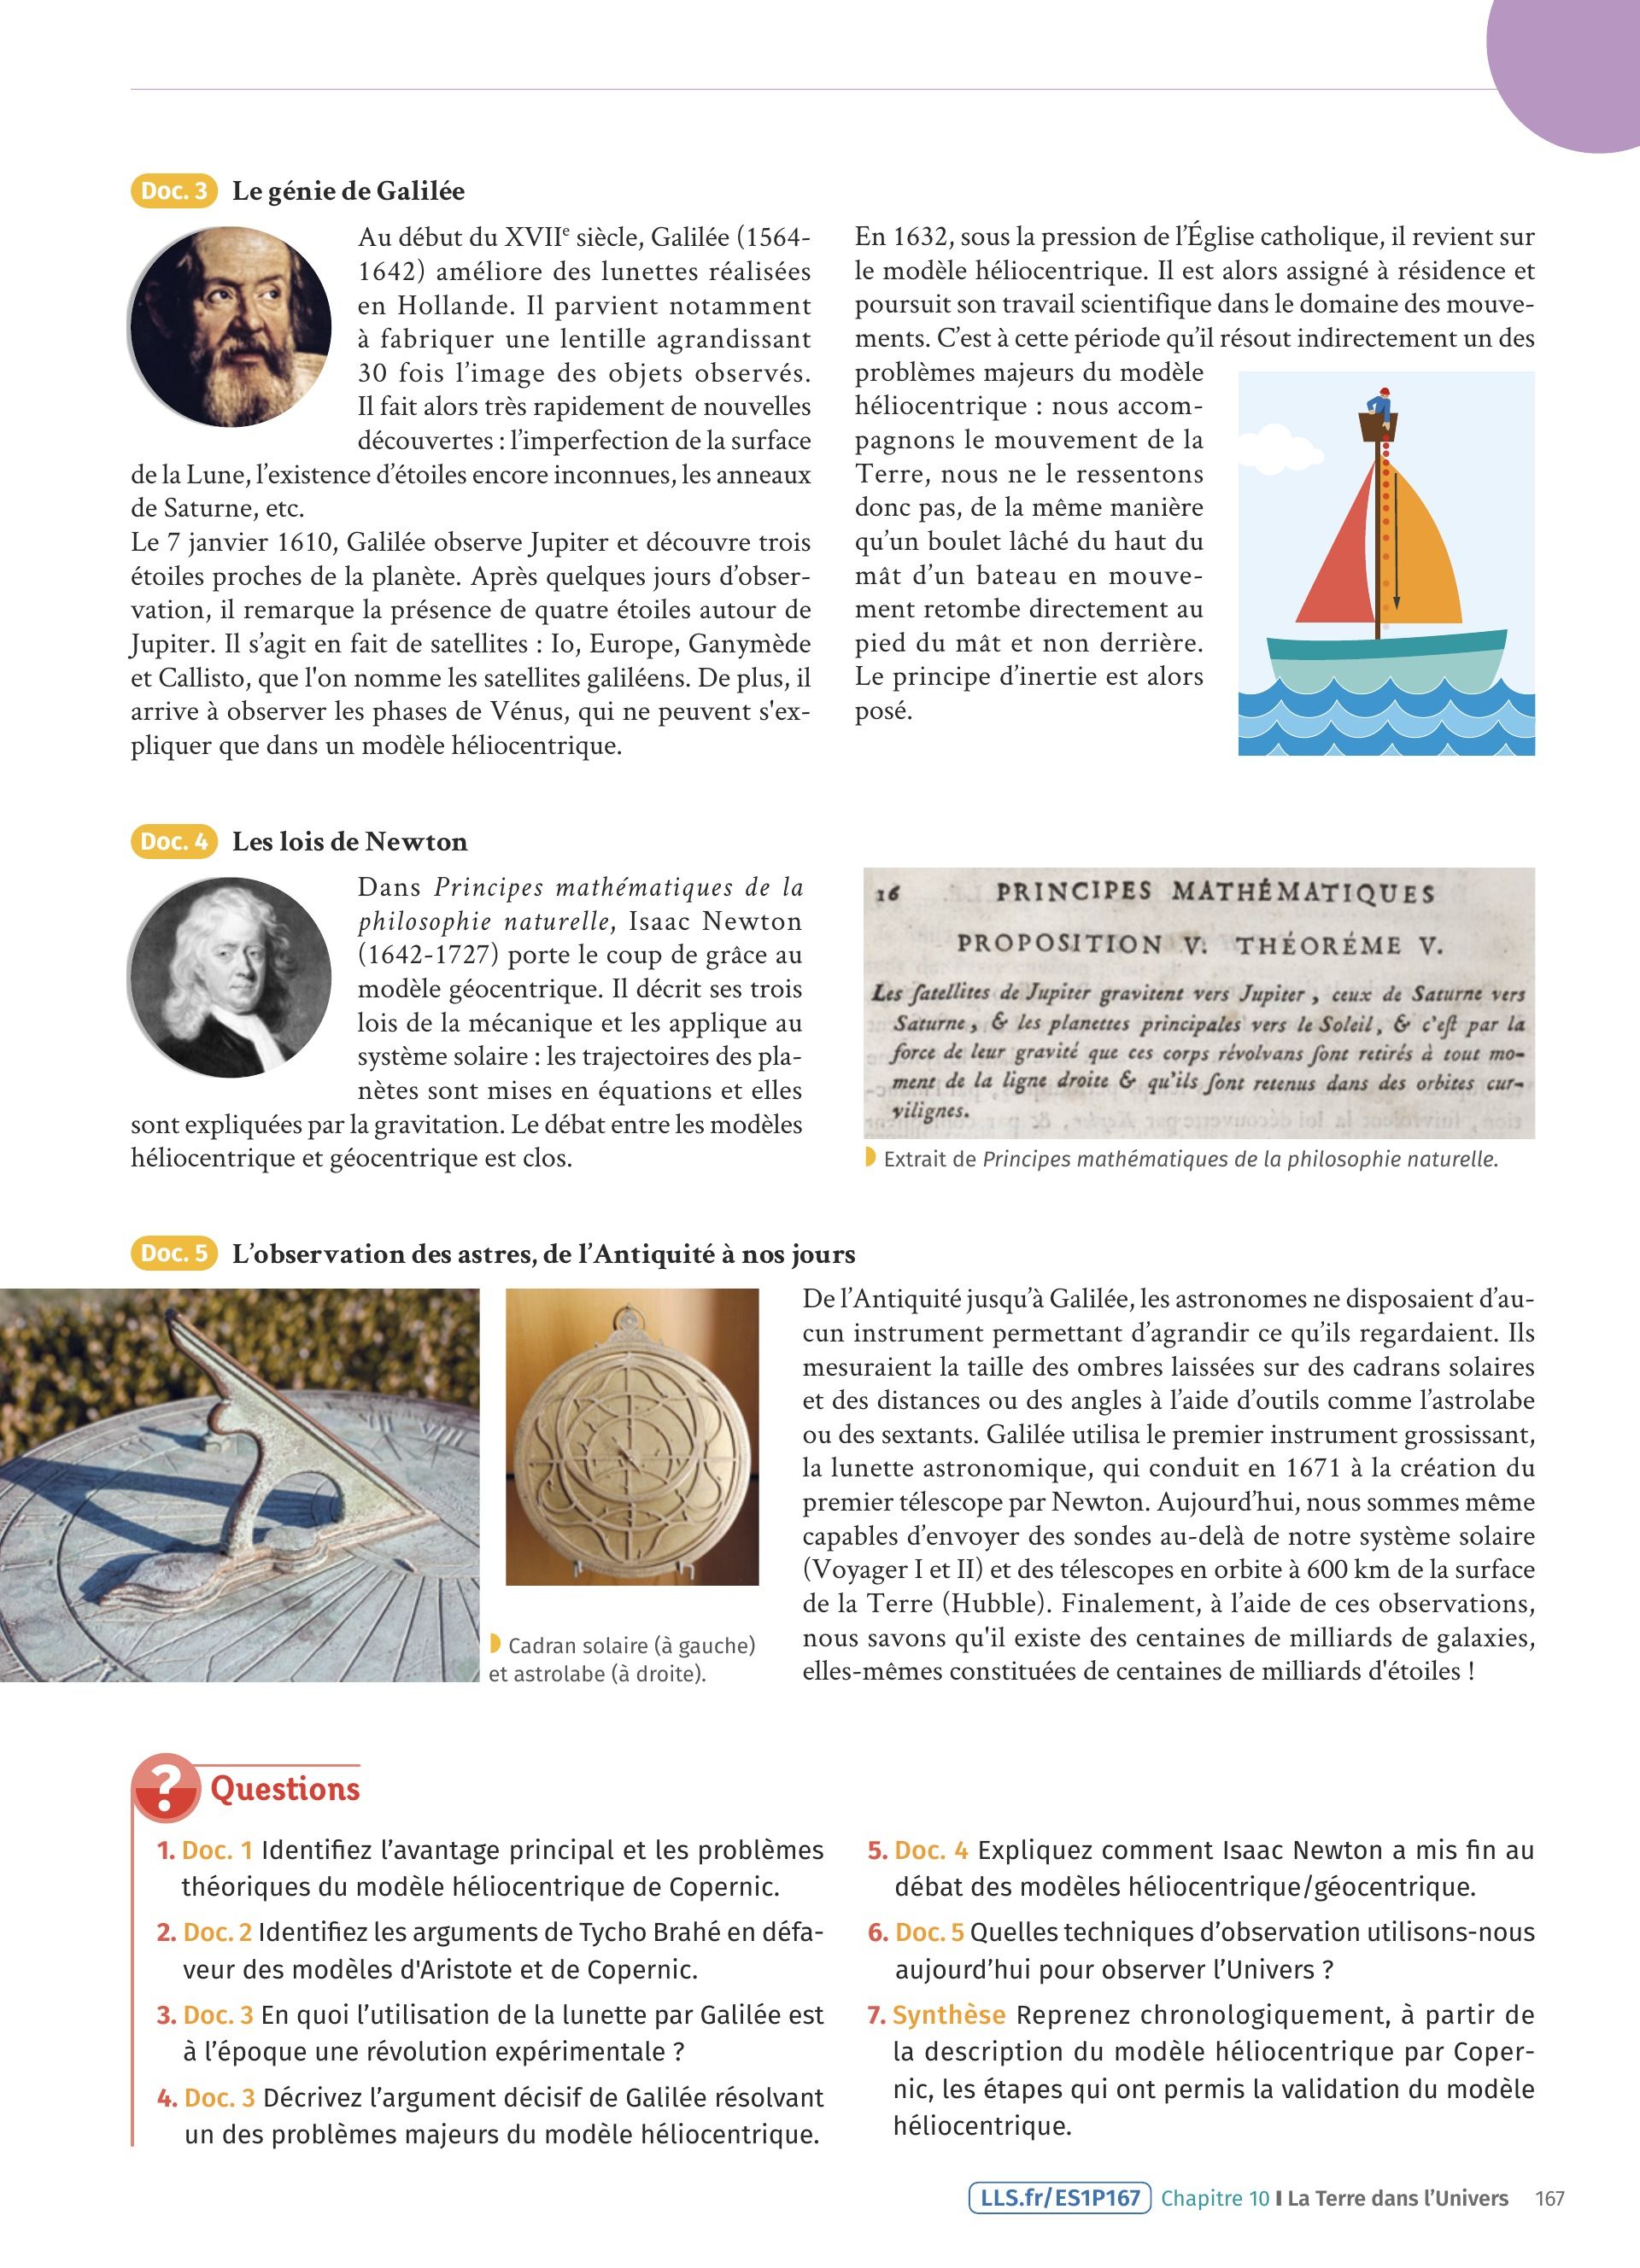 Doc. 3 Le génie de Galilée
Au début du XVIIe siècle, Galilée (1564-
1642) améliore des lunettes réalisées
en Hollande. Il parvient notamment
à fabriquer une lentille agrandissant
30 fois l’image des objets observés.
Il fait alors très rapidement de nouvelles
découvertes : l’imperfection de la surface
de la Lune, l’existence d’étoiles encore inconnues, les anneaux
de Saturne, etc.
Le 7 janvier 1610, Galilée observe Jupiter et découvre trois
étoiles proches de la planète. Après quelques jours d’obser-
vation, il remarque la présence de quatre étoiles autour de
Jupiter. Il s’agit en fait de satellites : Io, Europe, Ganymède
et Callisto, que l'on nomme les satellites galiléens. De plus, il
arrive à observer les phases de Vénus, qui ne peuvent s'ex-
pliquer que dans un modèle héliocentrique.
En 1632, sous la pression de l’Église catholique, il revient sur
le modèle héliocentrique. Il est alors assigné à résidence et
poursuit son travail scientifique dans le domaine des mouve-
ments. C’est à cette période qu’il résout indirectement un des
problèmes majeurs du modèle
héliocentrique : nous accom-
pagnons le mouvement de la
Terre, nous ne le ressentons
donc pas, de la même manière
qu’un boulet lâché du haut du
mât d’un bateau en mouve-
ment retombe directement au
pied du mât et non derrière.
Le principe d’inertie est alors
posé.
Doc. 4 Les lois de Newton
Dans Principes mathématiques de la
philosophie naturelle, Isaac Newton
(1642-1727) porte le coup de grâce au
modèle géocentrique. Il décrit ses trois
lois de la mécanique et les applique au
système solaire : les trajectoires des pla-
nètes sont mises en équations et elles
sont expliquées par la gravitation. Le débat entre les modèles
héliocentrique et géocentrique est clos.
16 PRINCIPES MATHÉMATIQUES
PROPOSITION V. THÉORÉME V.
Les satellites de Jupiter gravitent vers Jupiter, ceux de Saturne vers
Saturne, & les planettes principales vers le Soleil, & c'est par la
force de leur gravité que ces corps révolvans sont retirés à tout mo-
ment de la ligne droite & qu'ils sont retenus dans des orbites cur-
vilignes.
Extrait de Principes mathématiques de la philosophie naturelle.
Doc. 5 L’observation des astres, de l’Antiquité à nos jours
Cadran solaire (à gauche)
et astrolabe (à droite).
De l’Antiquité jusqu’à Galilée, les astronomes ne disposaient d’au-
cun instrument permettant d’agrandir ce qu’ils regardaient. Ils
mesuraient la taille des ombres laissées sur des cadrans solaires
et des distances ou des angles à l’aide d’outils comme l’astrolabe
ou des sextants. Galilée utilisa le premier instrument grossissant,
la lunette astronomique, qui conduit en 1671 à la création du
premier télescope par Newton. Aujourd’hui, nous sommes même
capables d’envoyer des sondes au-delà de notre système solaire
(Voyager I et II) et des télescopes en orbite à 600 km de la surface
de la Terre (Hubble). Finalement, à l’aide de ces observations,
nous savons qu'il existe des centaines de milliards de galaxies,
elles-mêmes constituées de centaines de milliards d'étoiles !
? Questions
1. Doc. 1 Identifiez l’avantage principal et les problèmes
théoriques du modèle héliocentrique de Copernic.
2. Doc. 2 Identifiez les arguments de Tycho Brahé en défa-
veur des modèles d'Aristote et de Copernic.
3. Doc. 3 En quoi l’utilisation de la lunette par Galilée est
à l’époque une révolution expérimentale ?
4. Doc. 3 Décrivez l’argument décisif de Galilée résolvant
un des problèmes majeurs du modèle héliocentrique.
5. Doc. 4 Expliquez comment Isaac Newton a mis fin au
débat des modèles héliocentrique/géocentrique.
6. Doc. 5 Quelles techniques d’observation utilisons-nous
aujourd’hui pour observer l’Univers ?
7. Synthèse Reprenez chronologiquement, à partir de
la description du modèle héliocentrique par Coper-
nic, les étapes qui ont permis la validation du modèle
héliocentrique.
LLS.fr/ES1P167 Chapitre 10 I La Terre dans l’Univers 167